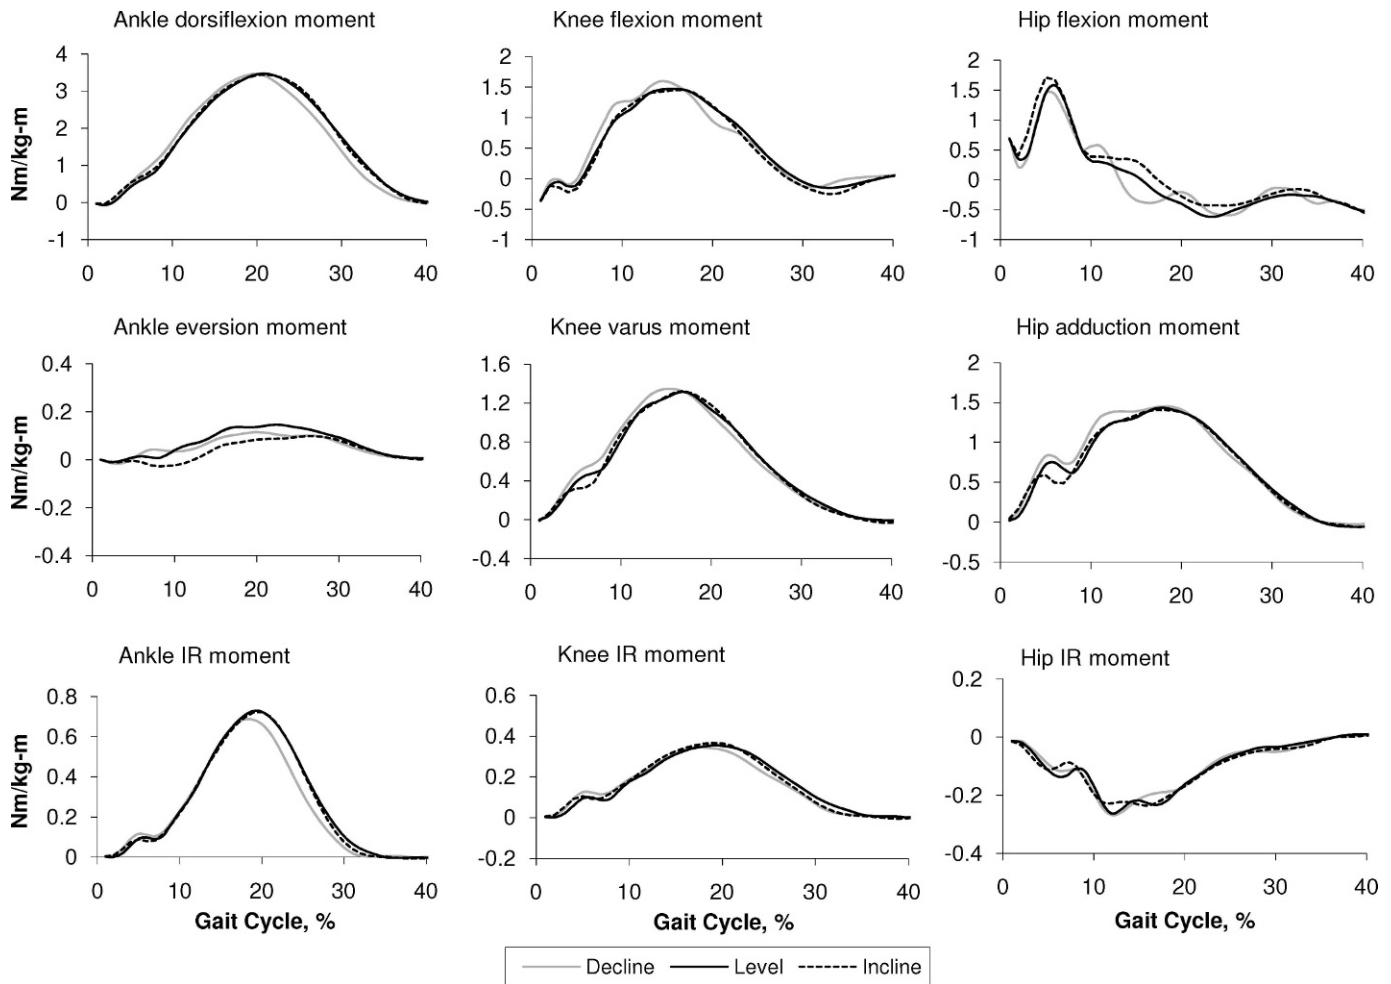 Ankle dorsiflexion moment
Knee flexion moment
Hip flexion moment
Nm/kg-m
4
3
2
1
0
-1
0 10 20 30 40
2
1.5
1
0.5
0
-0.5
-1
0 10 20 30 40
2
1.5
1
0.5
0
-0.5
-1
0 10 20 30 40
Ankle eversion moment
Knee varus moment
Hip adduction moment
Nm/kg-m
0.4
0.2
0
-0.2
-0.4
0 10 20 30 40
1.6
1.2
0.8
0.4
0
-0.4
0 10 20 30 40
2
1.5
1
0.5
0
-0.5
0 10 20 30 40
Ankle IR moment
Knee IR moment
Hip IR moment
Nm/kg-m
0.8
0.6
0.4
0.2
0
0 10 20 30 40
Gait Cycle, %
0.6
0.4
0.2
0
-0.2
0 10 20 30 40
Gait Cycle, %
0.2
0
-0.2
-0.4
0 10 20 30 40
Gait Cycle, %
Decline Level Incline